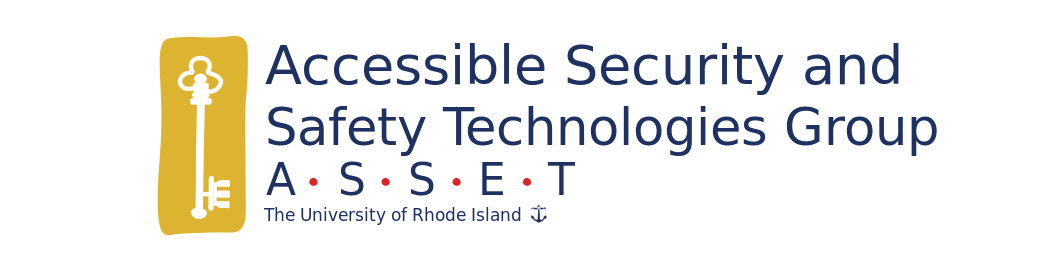 Accessible Security and
Safety Technologies Group
A • S • S • E • T
The University of Rhode Island